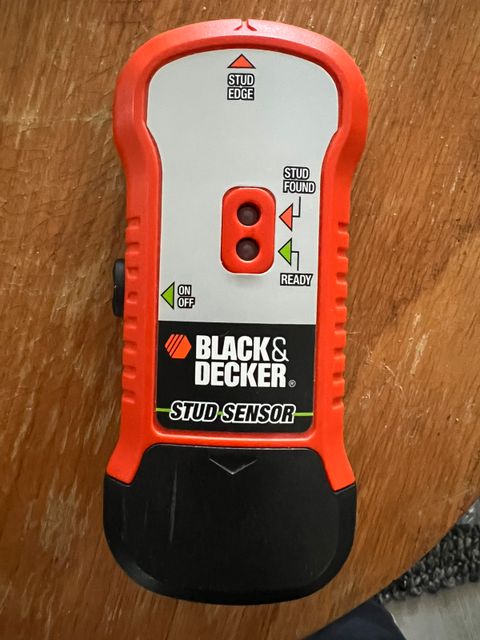 STUD
EDGE
STUD
FOUND
READY
ON
OFF
BLACK&
DECKER®
STUD SENSOR